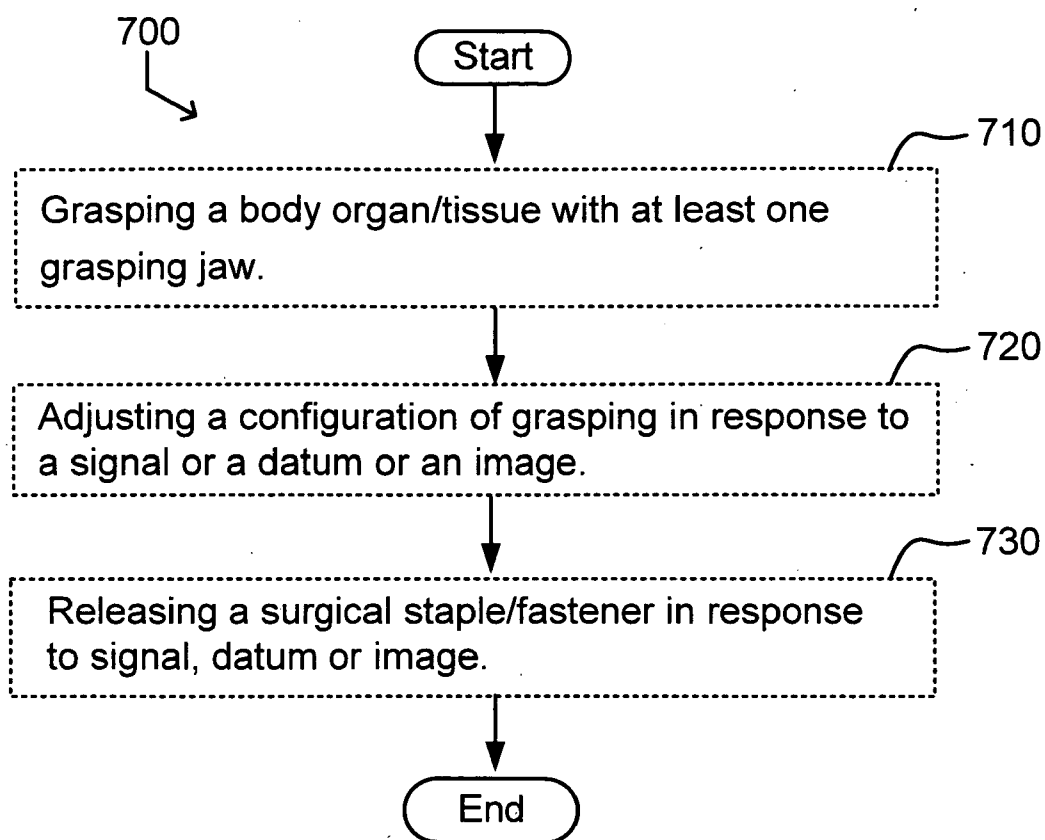 700
Start
710
Grasping a body organ/tissue with at least one
grasping jaw.
720
Adjusting a configuration of grasping in response to
a signal or a datum or an image.
730
Releasing a surgical staple/fastener in response
to signal, datum or image.
End